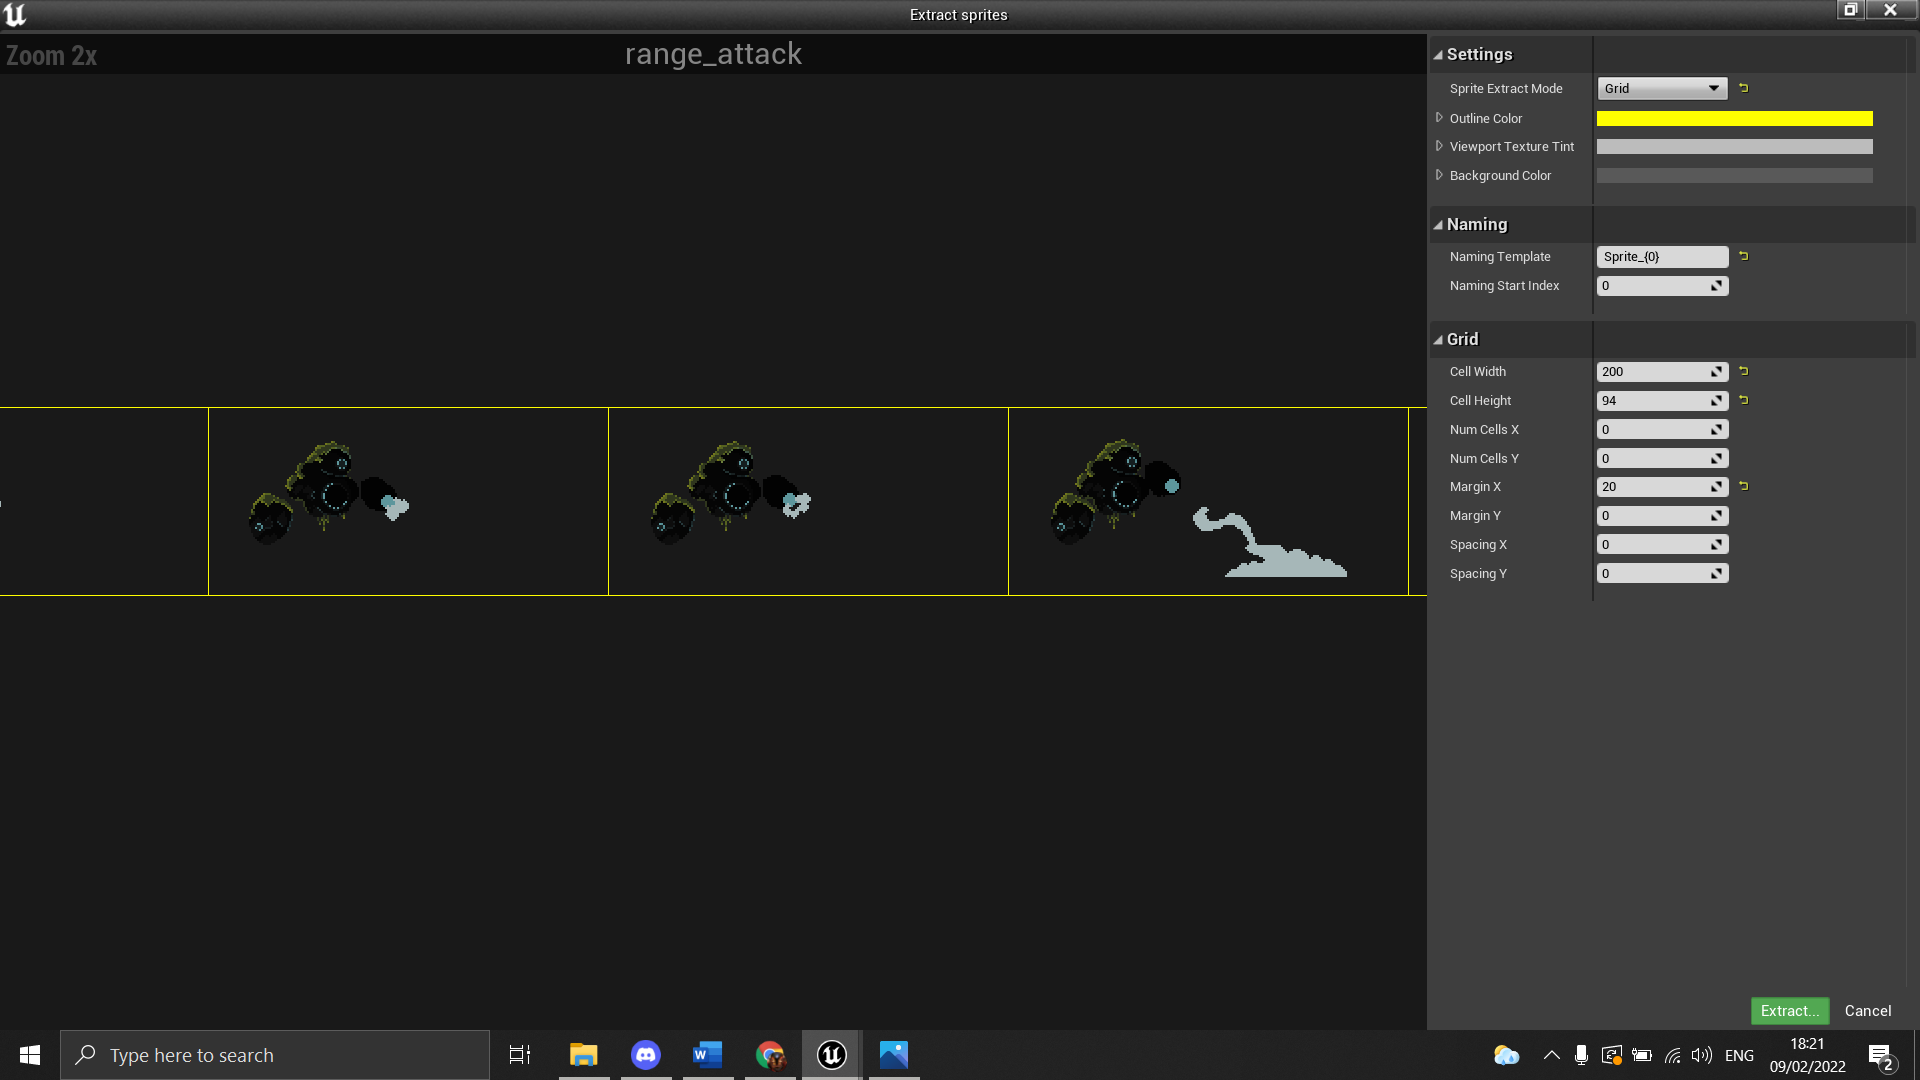 Extract sprites
Zoom 2x
range_attack
Settings
Sprite Extract Mode
Grid
Outline Color
Viewport Texture Tint
Background Color
Naming
Naming Template
Sprite_{0}
Naming Start Index
0
Grid
Cell Width
200
Cell Height
94
Num Cells X
0
Num Cells Y
0
Margin X
20
Margin Y
0
Spacing X
0
Spacing Y
0
Extract...
Cancel
Type here to search
W
ENG
18:21
09/02/2022
2